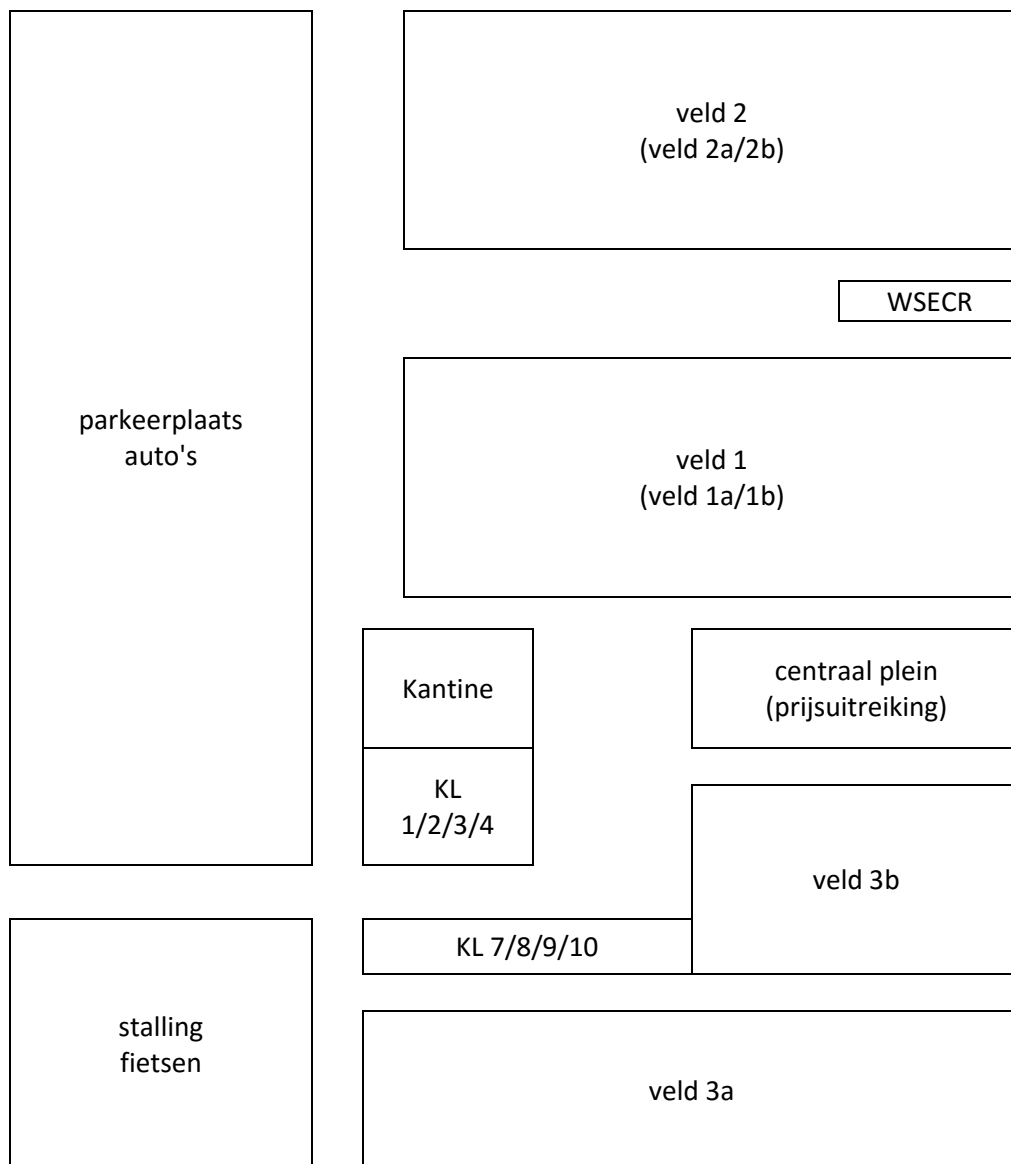 veld 2
(veld 2a/2b)
WSECR
parkeerplaats
auto's
veld 1
(veld 1a/1b)
Kantine
centraal plein
(prijsuitreiking)
KL
1/2/3/4
veld 3b
KL 7/8/9/10
stalling
fietsen
veld 3a